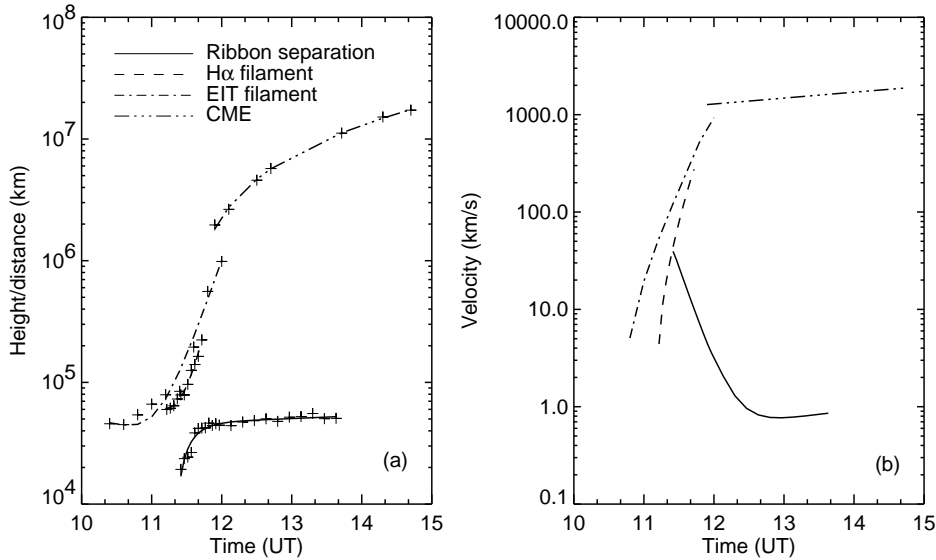 10⁸
10⁷
10⁶
10⁵
10⁴
Height/distance (km)
Ribbon separation
Hα filament
EIT filament
CME
(a)
10 11 12 13 14 15
Time (UT)
10000.0
1000.0
100.0
10.0
1.0
0.1
Velocity (km/s)
(b)
10 11 12 13 14 15
Time (UT)